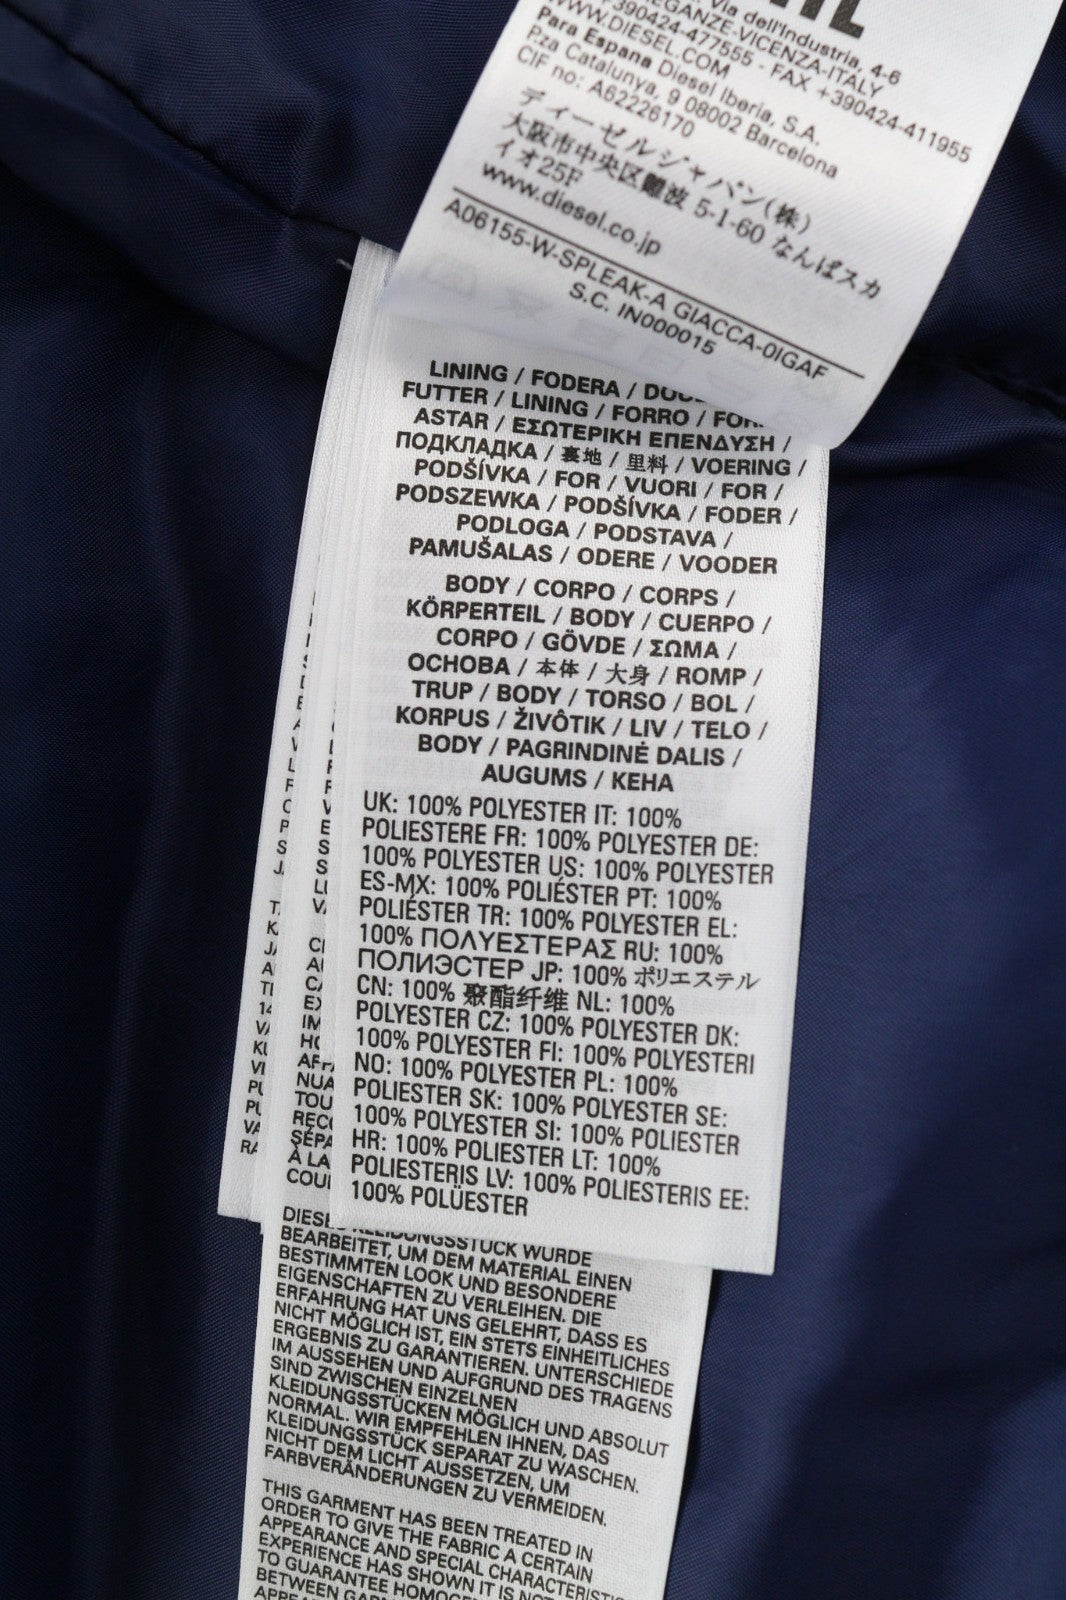 Via dell'Industria, 4-6
VICENZA-ITALY
+390424-477555 - FAX +390424-411955
WWW.DIESEL.COM
Para Espana Diesel Iberia, S.A.
Pza Catalunya, 9 08002 Barcelona
CIF no: A62226170
ディーゼルジャパン(株)
大阪市中央区難波 5-1-60 なんばスカ
イオ25F
www.diesel.co.jp
A06155-W-SPLEAK-A GIACCA-0IGAF
S.C. IN000015
LINING / FODERA /
FUTTER / LINING / FORRO /
ASTAR / ΕΣΩΤΕΡΙΚΗ ΕΠΕΝΔΥΣΗ /
ПОДКЛАДКА / 裏地 / 里料 / VOERING /
PODŠÍVKA / FOR / VUORI / FOR /
PODSZEWKA / PODŠÍVKA / FODER /
PODLOGA / PODSTAVA /
PAMUŠALAS / ODERE / VOODER
BODY / CORPO / CORPS /
KÖRPERTEIL / BODY / CUERPO /
CORPO / GÖVDE / ΣΩΜΑ /
ОСНОВА / 本体 / 大身 / ROMP /
TRUP / BODY / TORSO / BOL /
KORPUS / ŽIVÔTIK / LIV / TELO /
BODY / PAGRINDINĖ DALIS /
AUGUMS / KEHA
UK: 100% POLYESTER IT: 100%
POLIESTERE FR: 100% POLYESTER DE:
100% POLYESTER US: 100% POLYESTER
ES-MX: 100% POLIÉSTER PT: 100%
POLIÉSTER TR: 100% POLYESTER EL:
100% ΠΟΛΥΕΣΤΕΡΑΣ RU: 100%
ПОЛИЭСТЕР JP: 100% ポリエステル
CN: 100% 聚酯纤维 NL: 100%
POLYESTER CZ: 100% POLYESTER DK:
100% POLYESTER FI: 100% POLYESTERI
NO: 100% POLYESTER PL: 100%
POLIESTER SK: 100% POLYESTER SE:
100% POLYESTER SI: 100% POLIESTER
HR: 100% POLIESTER LT: 100%
POLIESTERIS LV: 100% POLIESTERIS EE:
100% POLÜESTER
DIESES KLEIDUNGSSTÜCK WURDE
BEARBEITET, UM DEM MATERIAL EINEN
BESTIMMTEN LOOK UND BESONDERE
EIGENSCHAFTEN ZU VERLEIHEN. DIE
ERFAHRUNG HAT UNS GELEHRT, DASS ES
NICHT MÖGLICH IST, EIN STETS EINHEITLICHES
ERGEBNIS ZU GARANTIEREN. UNTERSCHIEDE
IM AUSSEHEN UND AUFGRUND DES TRAGENS
SIND ZWISCHEN EINZELNEN
KLEIDUNGSSTÜCKEN MÖGLICH UND ABSOLUT
NORMAL. WIR EMPFEHLEN IHNEN, DAS
KLEIDUNGSSTÜCK SEPARAT ZU WASCHEN.
NICHT DEM LICHT AUSSETZEN, UM
FARBVERÄNDERUNGEN ZU VERMEIDEN.
THIS GARMENT HAS BEEN TREATED IN
ORDER TO GIVE THE FABRIC A CERTAIN
APPEARANCE AND SPECIAL
EXPERIENCE HAS SHOWN IT IS
TO GUARANTEE
BETWEEN